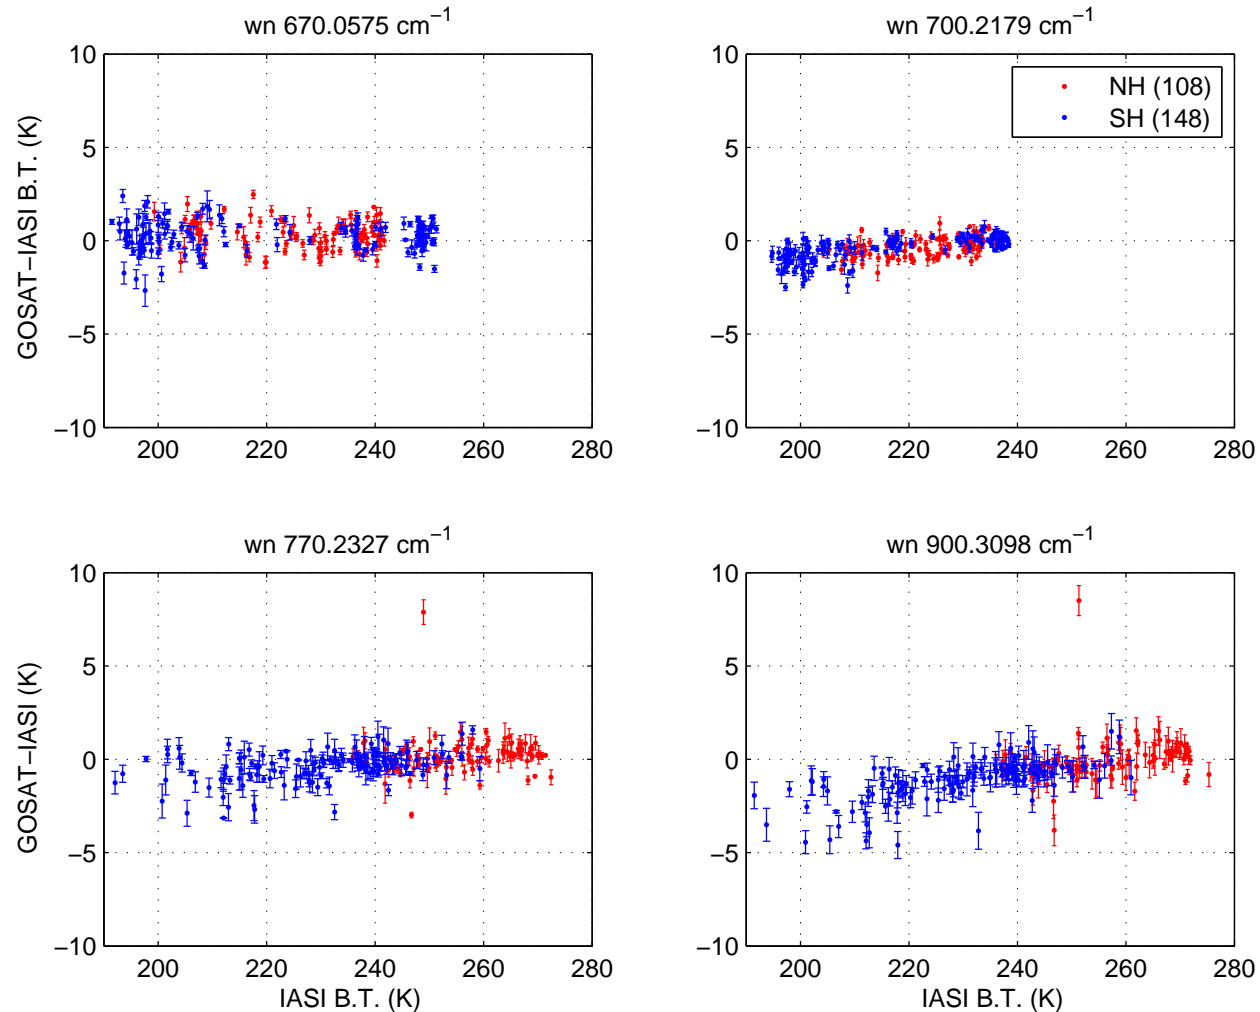 wn 670.0575 cm⁻¹
10
5
0
−5
−10
GOSAT−IASI B.T. (K)
200 220 240 260 280
wn 700.2179 cm⁻¹
NH (108)
SH (148)
10
5
0
−5
−10
200 220 240 260 280
wn 770.2327 cm⁻¹
10
5
0
−5
−10
GOSAT−IASI (K)
200 220 240 260 280
IASI B.T. (K)
wn 900.3098 cm⁻¹
10
5
0
−5
−10
200 220 240 260 280
IASI B.T. (K)